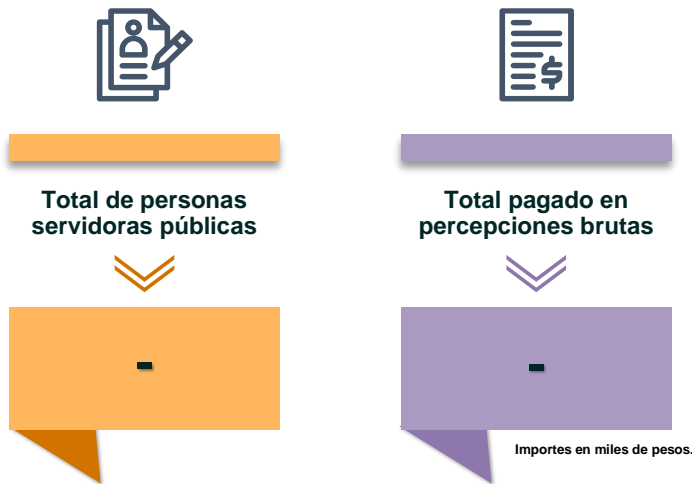 Total de personas
servidoras públicas
-
Total pagado en
percepciones brutas
-
Importes en miles de pesos.